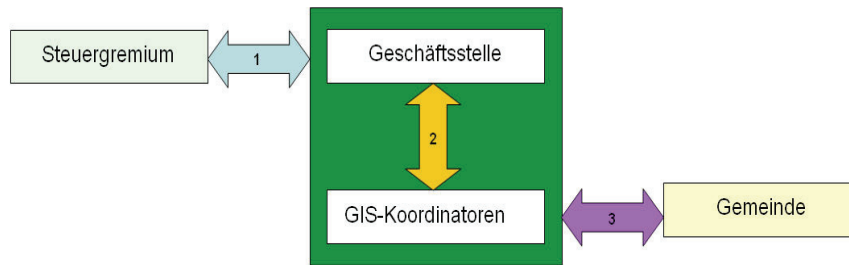 Steuergremium
1
Geschäftsstelle
2
GIS-Koordinatoren
3
Gemeinde